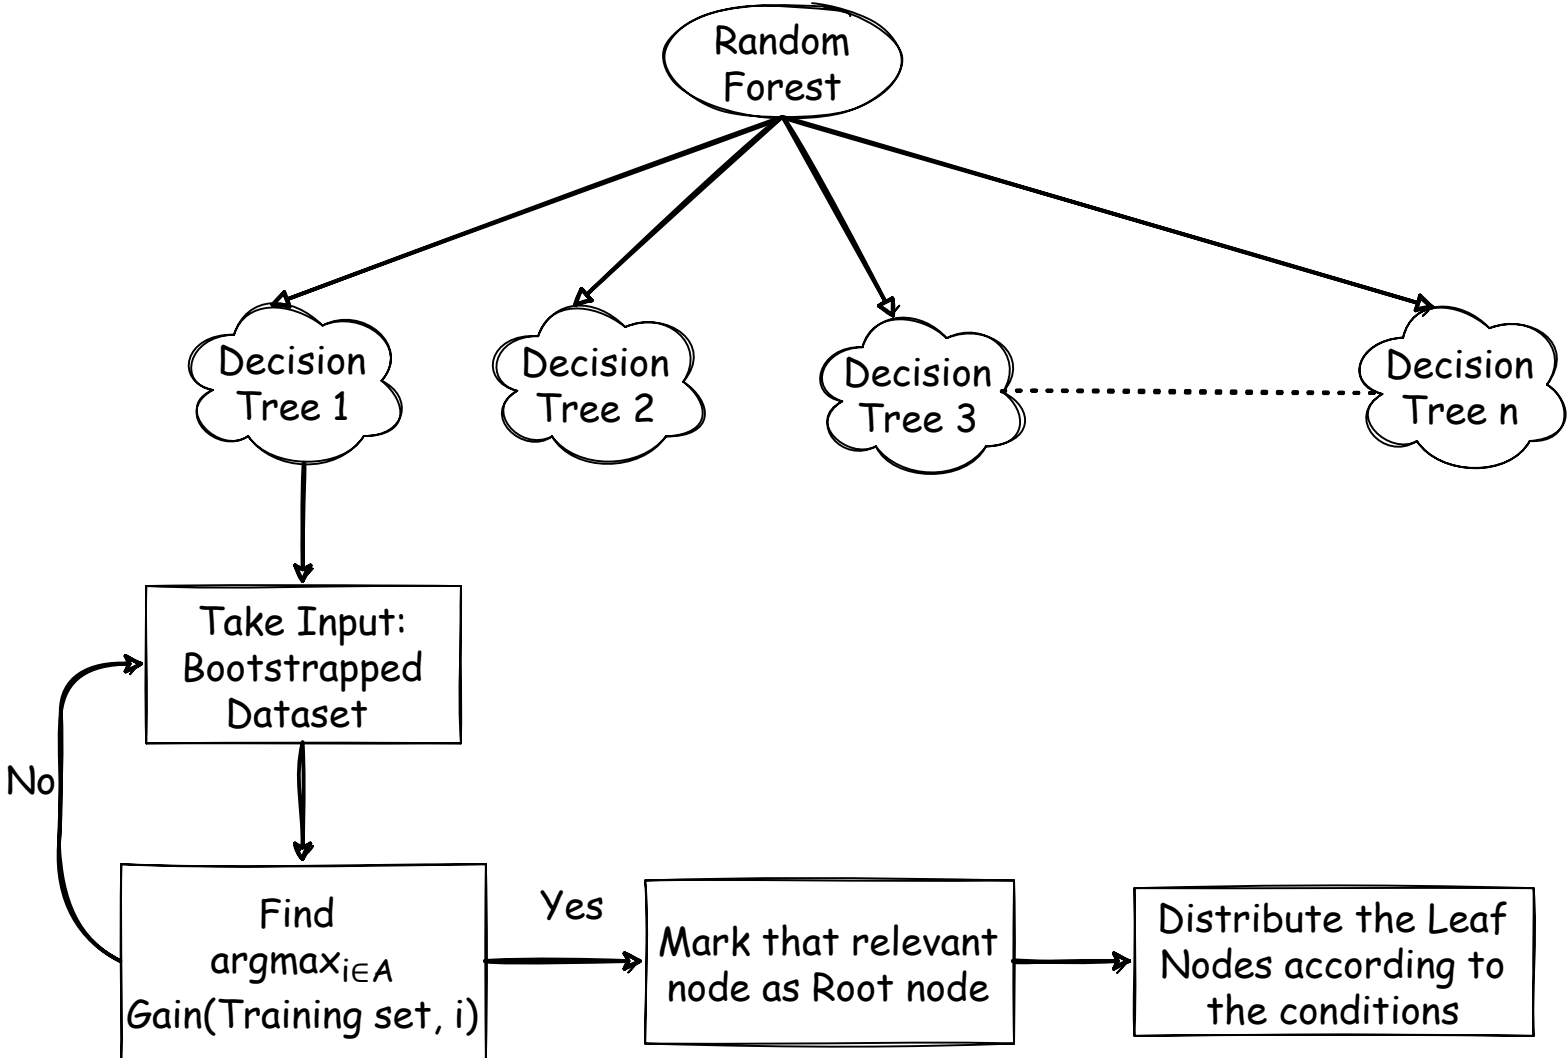 Random
Forest
Decision
Tree 1
Decision
Tree 2
Decision
Tree 3
Decision
Tree n
Take Input:
Bootstrapped
Dataset
No
Find
argmaxi∈A
Gain(Training set, i)
Yes
Mark that relevant
node as Root node
Distribute the Leaf
Nodes according to
the conditions